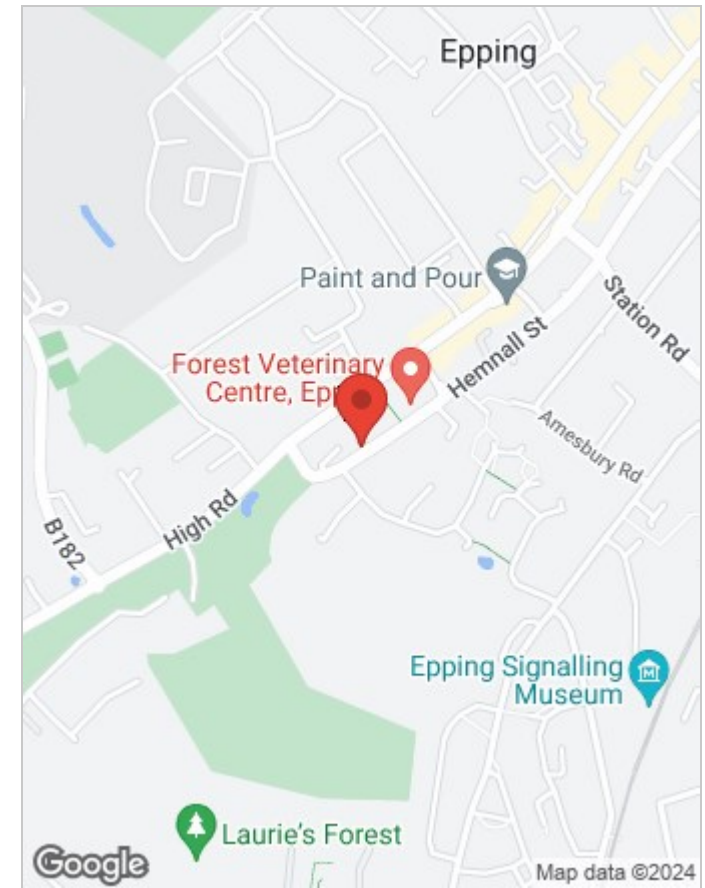 Epping
Paint and Pour
Station Rd
Hemnall St
Forest Veterinary
Centre,
Amesbury Rd
High Rd
B182
Epping Signalling
Museum
Laurie's Forest
Google
Map data ©2024